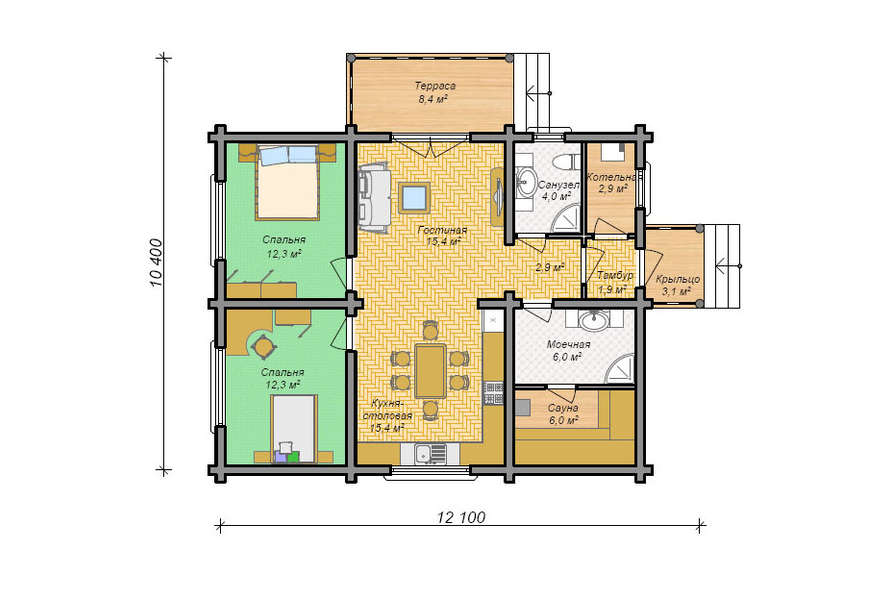 Терраса
8,4 м²
Санузел
4,0 м²
Котельная
2,9 м²
Гостиная
15,4 м²
Спальня
12,3 м²
2,9 м²
Тамбур
1,9 м²
Крыльцо
3,1 м²
10 400
Моечная
6,0 м²
Спальня
12,3 м²
Кухня-
столовая
15,4 м²
Сауна
6,0 м²
12 100